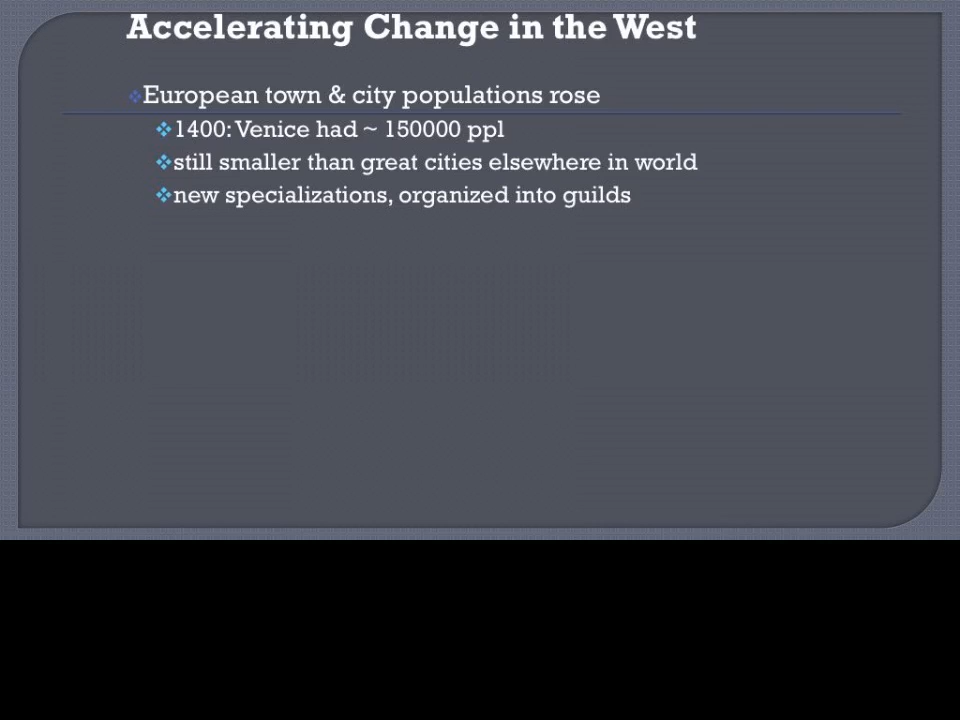 Accelerating Change in the West
European town & city populations rose
1400: Venice had ~ 150000 ppl
still smaller than great cities elsewhere in world
new specializations, organized into guilds